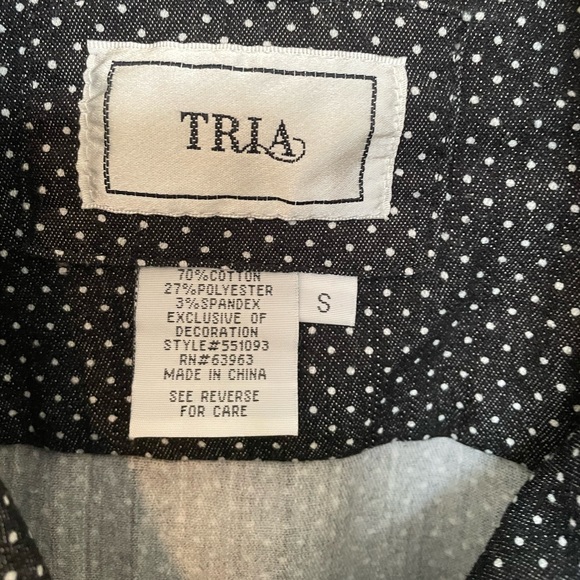 TRIA
70%COTTON
27%POLYESTER
3%SPANDEX
EXCLUSIVE OF
DECORATION
STYLE#551093
RN#63963
MADE IN CHINA
SEE REVERSE
FOR CARE
S